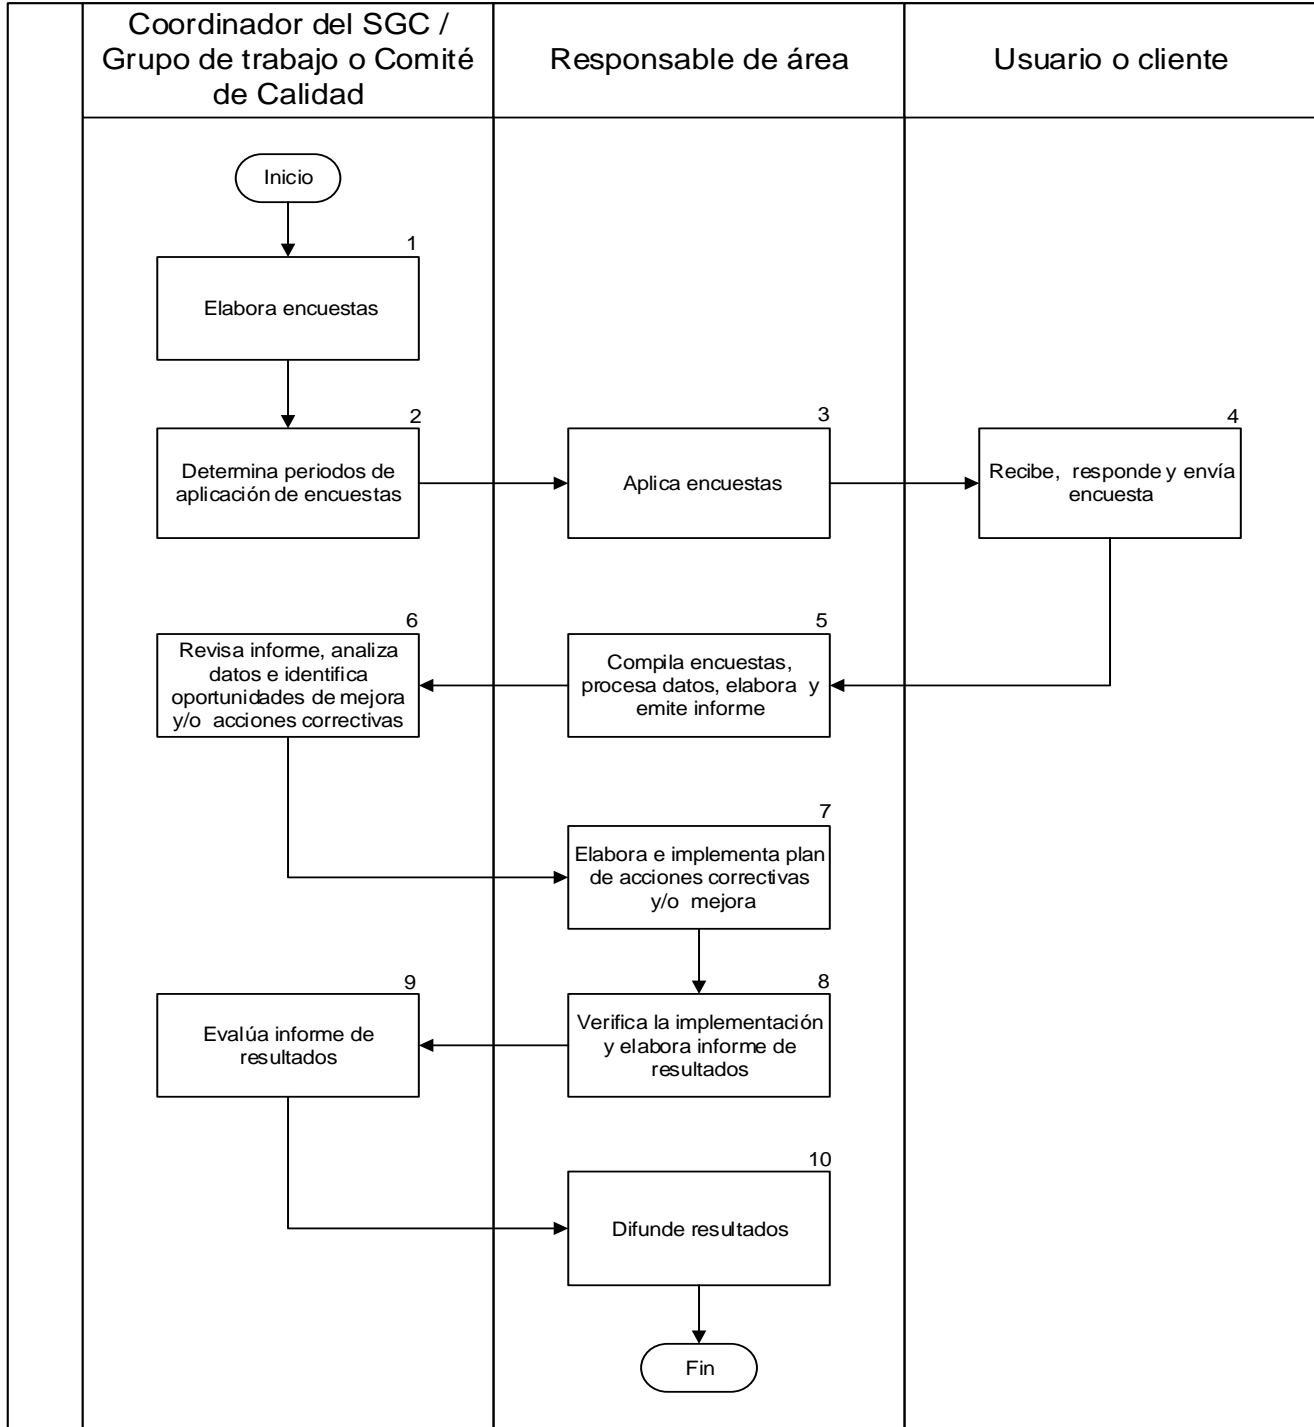 Coordinador del SGC /
Grupo de trabajo o Comité
de Calidad
Responsable de área
Usuario o cliente
Inicio
1
Elabora encuestas
2
Determina periodos de
aplicación de encuestas
3
Aplica encuestas
4
Recibe, responde y envía
encuesta
5
Compila encuestas,
procesa datos, elabora y
emite informe
6
Revisa informe, analiza
datos e identifica
oportunidades de mejora
y/o acciones correctivas
7
Elabora e implementa plan
de acciones correctivas
y/o mejora
8
Verifica la implementación
y elabora informe de
resultados
9
Evalúa informe de
resultados
10
Difunde resultados
Fin